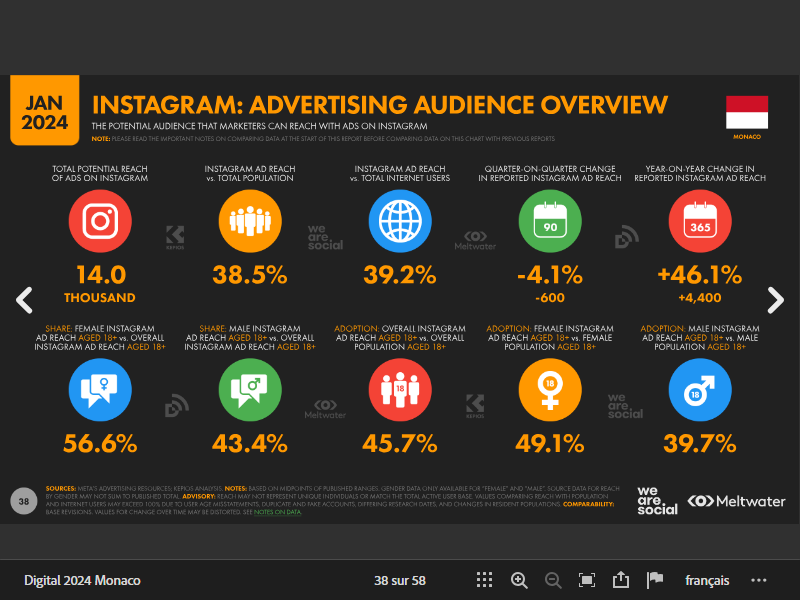 JAN
2024
INSTAGRAM: ADVERTISING AUDIENCE OVERVIEW
THE POTENTIAL AUDIENCE THAT MARKETERS CAN REACH WITH ADS ON INSTAGRAM
NOTE: PLEASE READ THE IMPORTANT NOTES ON COMPARING DATA AT THE START OF THIS REPORT BEFORE COMPARING DATA ON THIS CHART WITH PREVIOUS REPORTS
MONACO
TOTAL POTENTIAL REACH
OF ADS ON INSTAGRAM
14.0
THOUSAND
INSTAGRAM AD REACH
vs. TOTAL POPULATION
38.5%
INSTAGRAM AD REACH
vs. TOTAL INTERNET USERS
39.2%
QUARTER-ON-QUARTER CHANGE
IN REPORTED INSTAGRAM AD REACH
90
-4.1%
-600
YEAR-ON-YEAR CHANGE IN
REPORTED INSTAGRAM AD REACH
365
+46.1%
+4,400
KEPIOS
we
are.
social
Meltwater
SHARE: FEMALE INSTAGRAM
AD REACH AGED 18+ vs. OVERALL
INSTAGRAM AD REACH AGED 18+
56.6%
SHARE: MALE INSTAGRAM
AD REACH AGED 18+ vs. OVERALL
INSTAGRAM AD REACH AGED 18+
43.4%
ADOPTION: OVERALL INSTAGRAM
AD REACH AGED 18+ vs. OVERALL
POPULATION AGED 18+
18
45.7%
ADOPTION: FEMALE INSTAGRAM
AD REACH AGED 18+ vs. FEMALE
POPULATION AGED 18+
18
49.1%
ADOPTION: MALE INSTAGRAM
AD REACH AGED 18+ vs. MALE
POPULATION AGED 18+
18
39.7%
Meltwater
KEPIOS
we
are.
social
38
SOURCES: META'S ADVERTISING RESOURCES; KEPIOS ANALYSIS. NOTES: BASED ON MIDPOINTS OF PUBLISHED RANGES. GENDER DATA ONLY AVAILABLE FOR "FEMALE" AND "MALE". SOURCE DATA FOR REACH
BY GENDER MAY NOT SUM TO PUBLISHED TOTAL. ADVISORY: REACH MAY NOT REPRESENT UNIQUE INDIVIDUALS OR MATCH THE TOTAL ACTIVE USER BASE. VALUES COMPARING REACH WITH POPULATION
AND INTERNET USERS MAY EXCEED 100% DUE TO USER AGE MISSTATEMENTS, DUPLICATE AND FAKE ACCOUNTS, DIFFERING RESEARCH DATES, AND CHANGES IN RESIDENT POPULATIONS. COMPARABILITY:
BASE REVISIONS. VALUES FOR CHANGE OVER TIME MAY BE DISTORTED. SEE NOTES ON DATA.
we
are.
social
Meltwater
Digital 2024 Monaco
38 sur 58
français